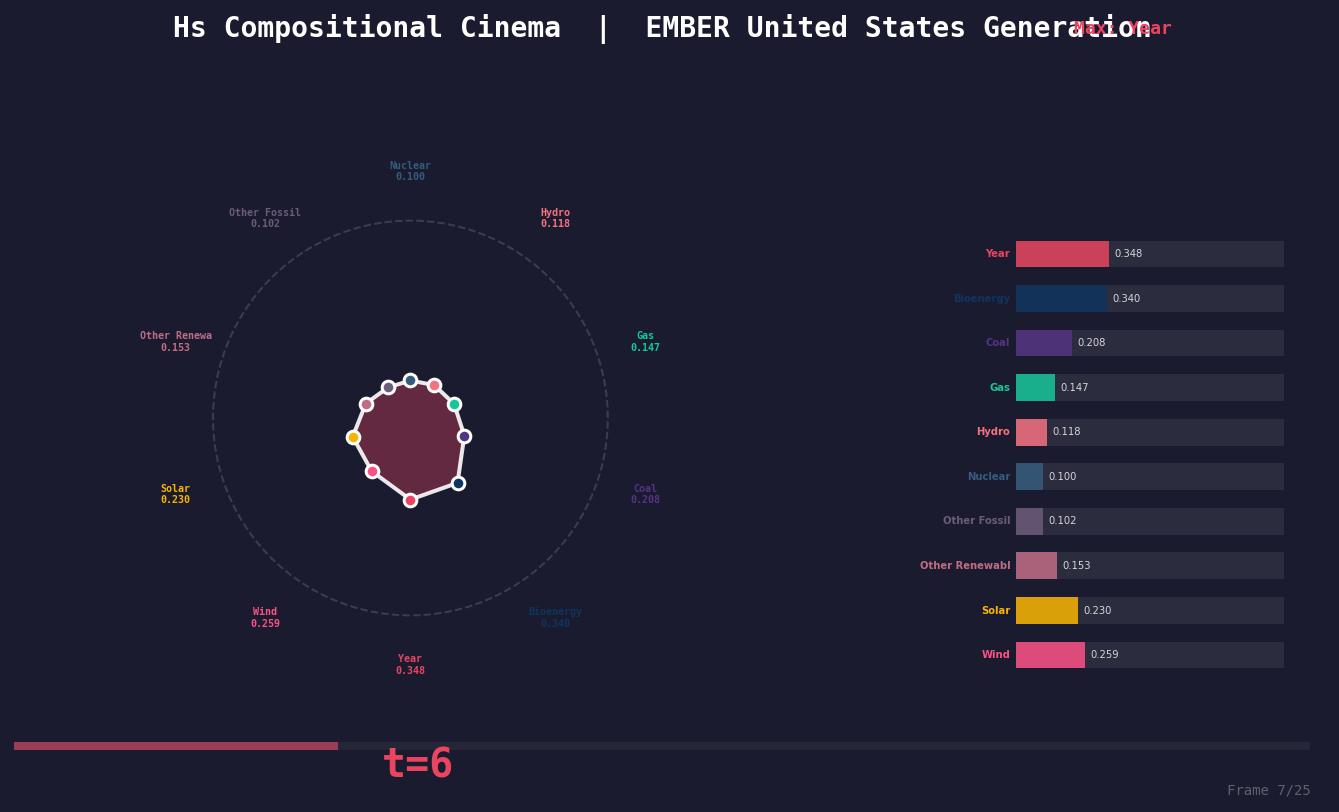 Hs Compositional Cinema | EMBER United States Generation
Max: Year
Nuclear
0.100
Other Fossil
0.102
Hydro
0.118
Other Renewa
0.153
Gas
0.147
Solar
0.230
Coal
0.208
Wind
0.259
Bioenergy
0.340
Year
0.348
Year 0.348
Bioenergy 0.340
Coal 0.208
Gas 0.147
Hydro 0.118
Nuclear 0.100
Other Fossil 0.102
Other Renewabl 0.153
Solar 0.230
Wind 0.259
t=6
Frame 7/25